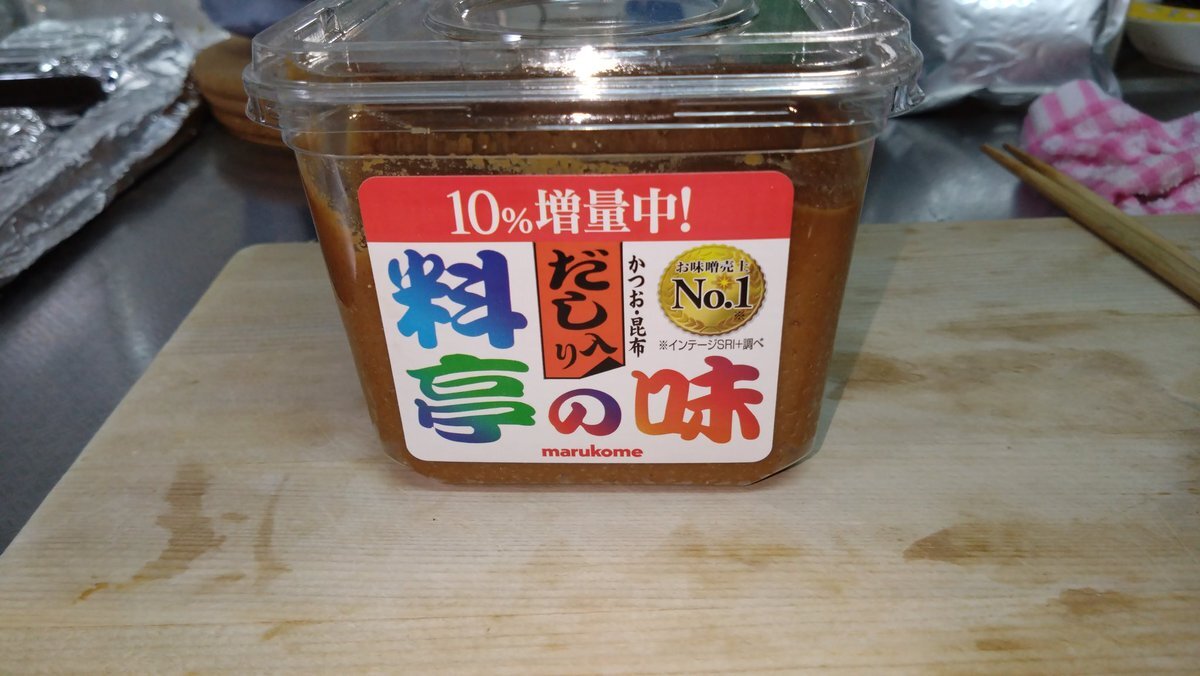 10%増量中!
料亭の味
だし入り
かつお・昆布
お味噌売上
No.1
※
※インテージSRI+調べ
marukome